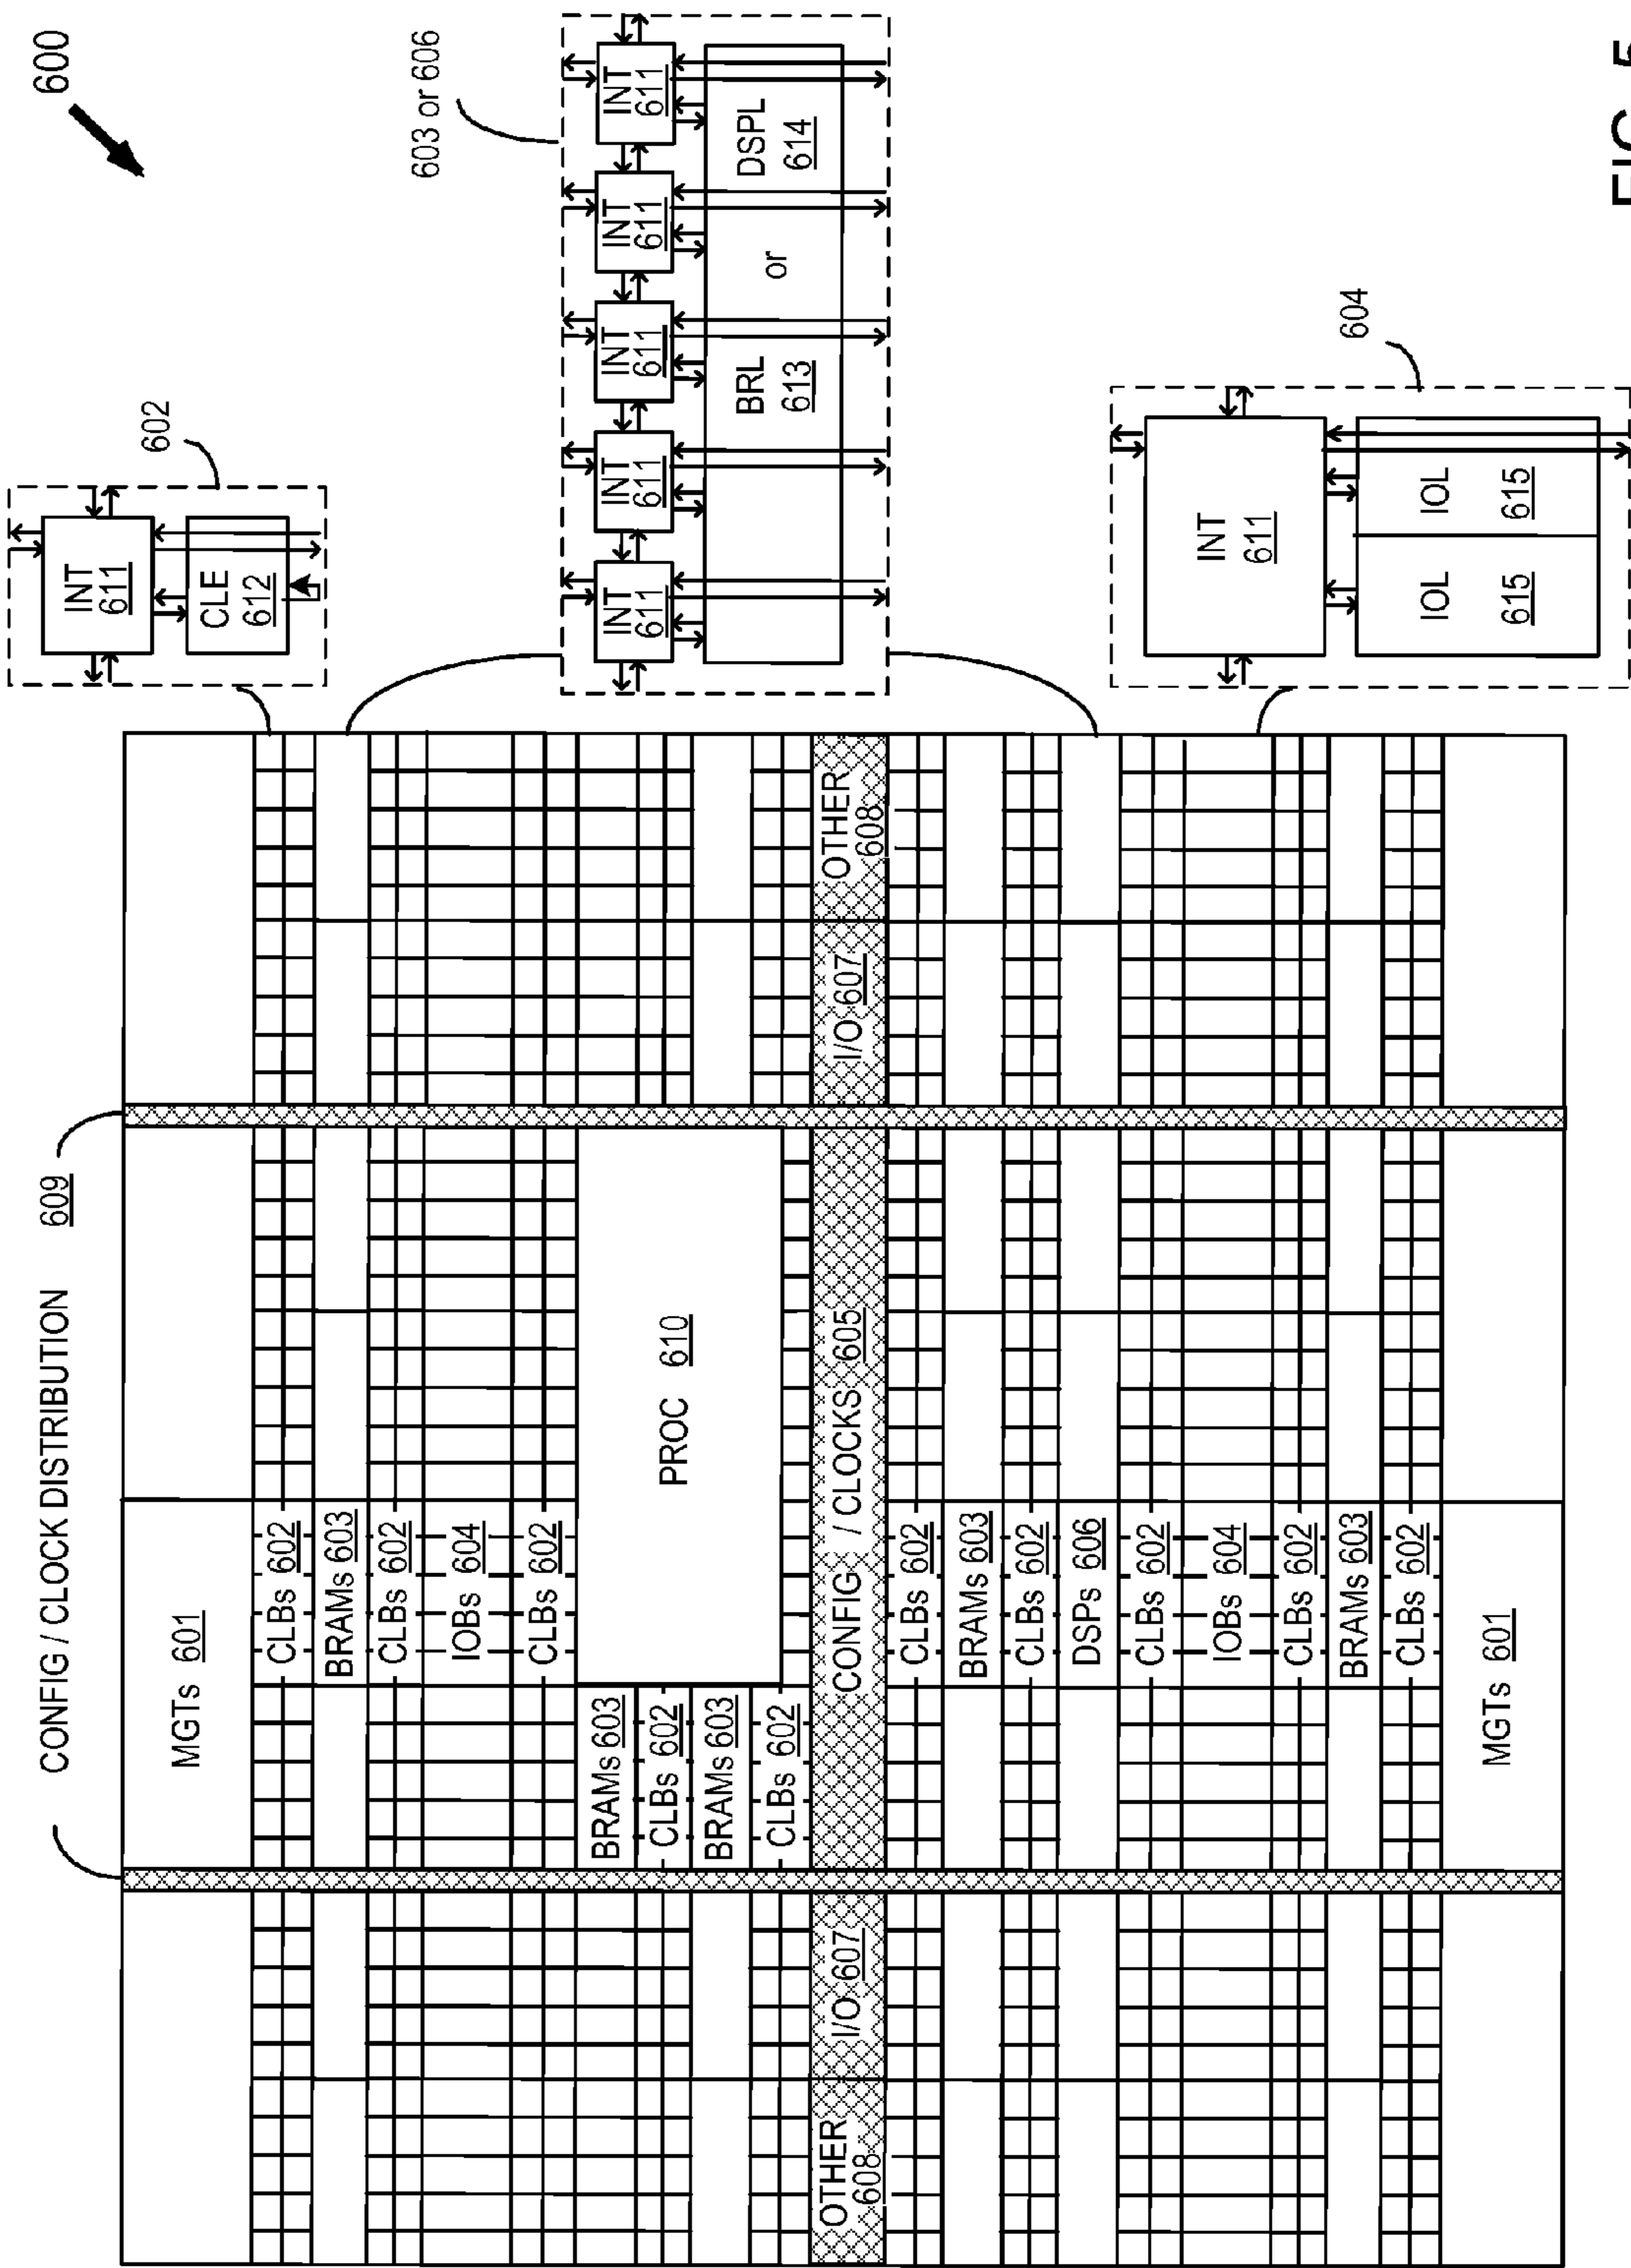 600
CONFIG / CLOCK DISTRIBUTION 609
MGTs 601
CLBs 602
BRAMs 603
CLBs 602
IOBs 604
CLBs 602
BRAMs 603
CLBs 602
BRAMs 603
CLBs 602
PROC 610
OTHER
608
I/O 607
CONFIG / CLOCKS 605
I/O 607
OTHER
608
CLBs 602
BRAMs 603
CLBs 602
DSPs 606
CLBs 602
IOBs 604
CLBs 602
BRAMs 603
CLBs 602
MGTs 601
602
INT
611
CLE
612
603 or 606
INT
611
INT
611
INT
611
INT
611
INT
611
BRL
613
or
DSPL
614
604
INT
611
IOL
615
IOL
615
FIG. 5